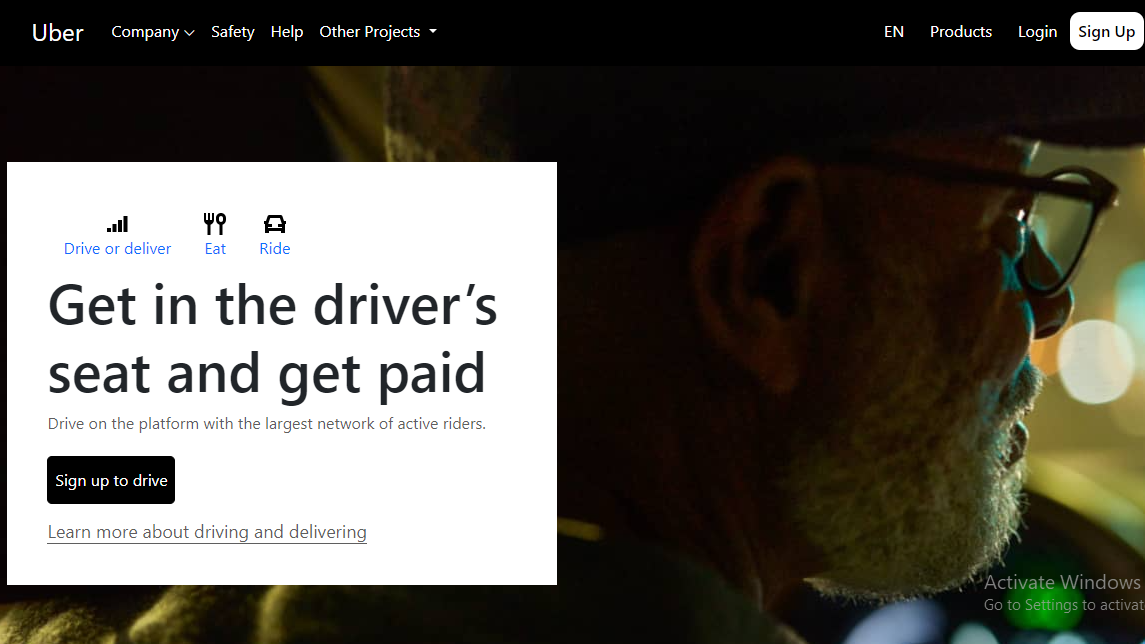 Uber Company Safety Help Other Projects EN Products Login Sign Up
Drive or deliver Eat Ride
Get in the driver’s
seat and get paid
Drive on the platform with the largest network of active riders.
Sign up to drive
Learn more about driving and delivering
Activate Windows
Go to Settings to activat